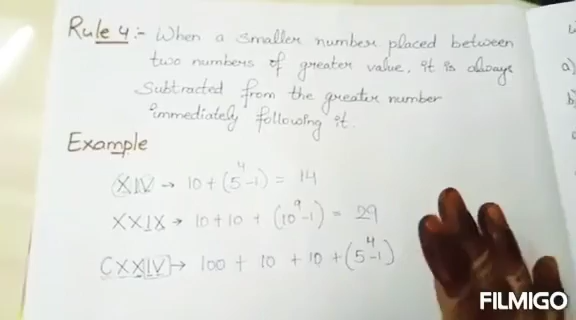 Rule 4 :- When a smaller number placed between
two numbers of greater value, it is always
Subtracted from the greater number
immediately following it.
Example
XIV → 10 + (5-1) = 14
4
XXIX → 10 + 10 + (10-1) = 29
9
CXXIV → 100 + 10 + 10 + (5-1)
4
a)
b)
FILMIGO